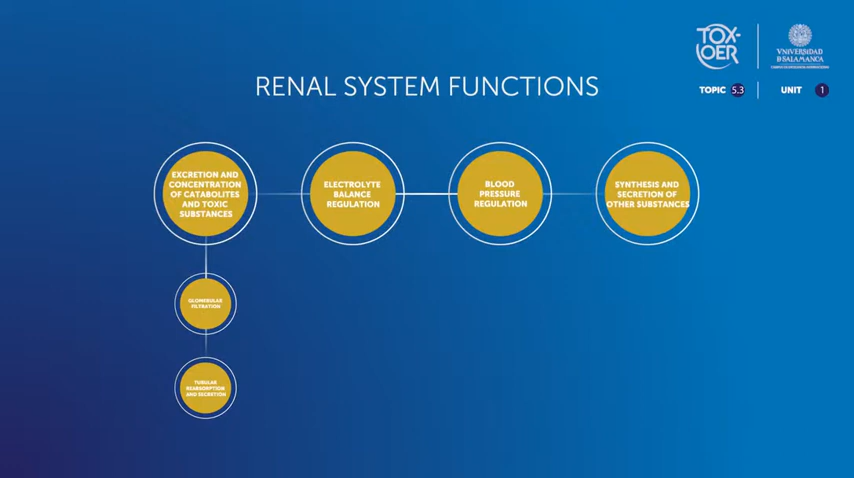 TOX-
OER
VNIVERSIDAD
D SALAMANCA
TOPIC 5.3
UNIT 1
RENAL SYSTEM FUNCTIONS
EXCRETION AND
CONCENTRATION
OF CATABOLITES
AND TOXIC
SUBSTANCES
ELECTROLYTE
BALANCE
REGULATION
BLOOD
PRESSURE
REGULATION
SYNTHESIS AND
SECRETION OF
OTHER SUBSTANCES
GLOMERULAR
FILTRATION
TUBULAR
REABSORPTION
AND SECRETION